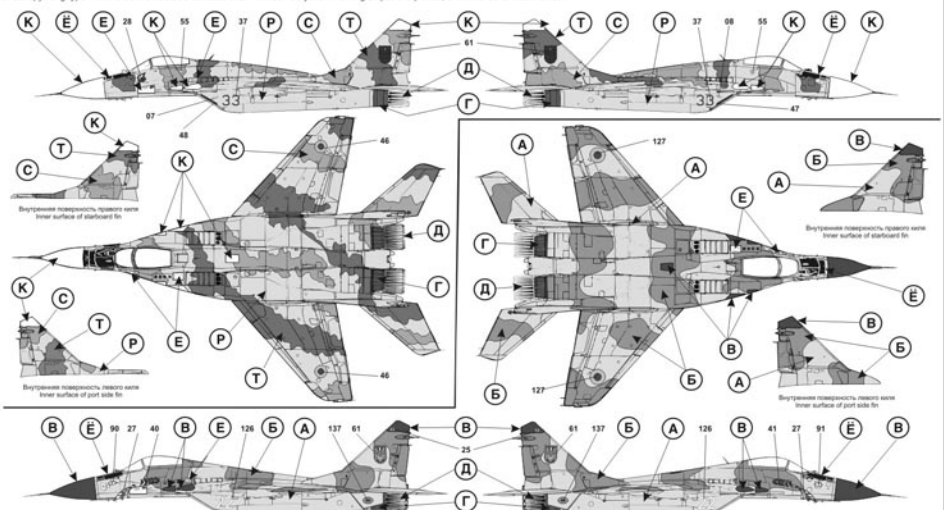 К Ё Е 28 55 Е 37 Р С Т К Т С Р 37 08 55 К Ё К
61
Д
Г
07
48
47
33
33
К
Т
С
Внутренняя поверхность правого киля
Inner surface of starboard fin
К
С
46
Д
Г
К
С
Т
Р
Е
Р
Т
46
Внутренняя поверхность левого киля
Inner surface of port side fin
А
127
А
Е
В
Б
А
Внутренняя поверхность правого киля
Inner surface of starboard fin
Г
Д
Ё
В
Б
А
Б
127
Б
В
Внутренняя поверхность левого киля
Inner surface of port side fin
В Ё 90 27 40 В Е 126 Б А 137 61 В 61 137 Б А 126 В 41 27 91 Ё В
25
Д
Г